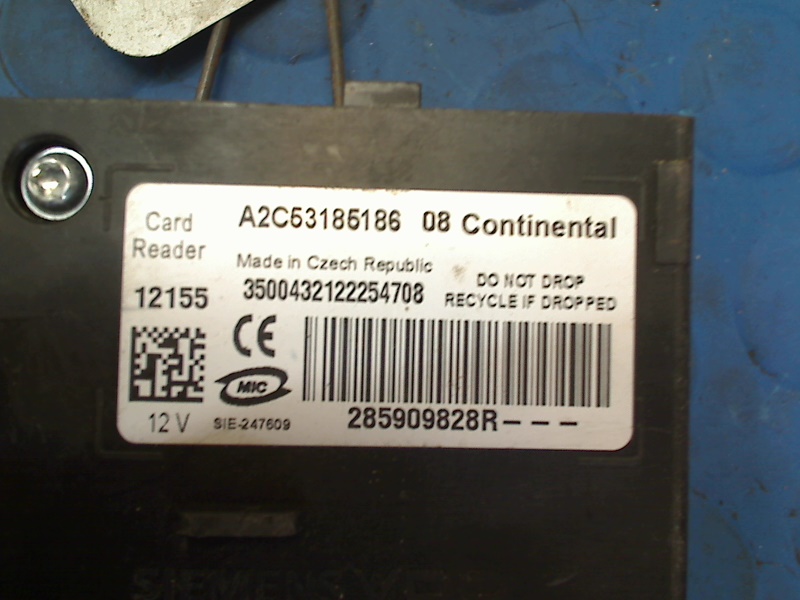 Card Reader
A2C53185186 08 Continental
Made in Czech Republic
12155
3500432122254708
DO NOT DROP
RECYCLE IF DROPPED
CE
MIC
12 V
SIE-247609
285909828R---
SIEMENS